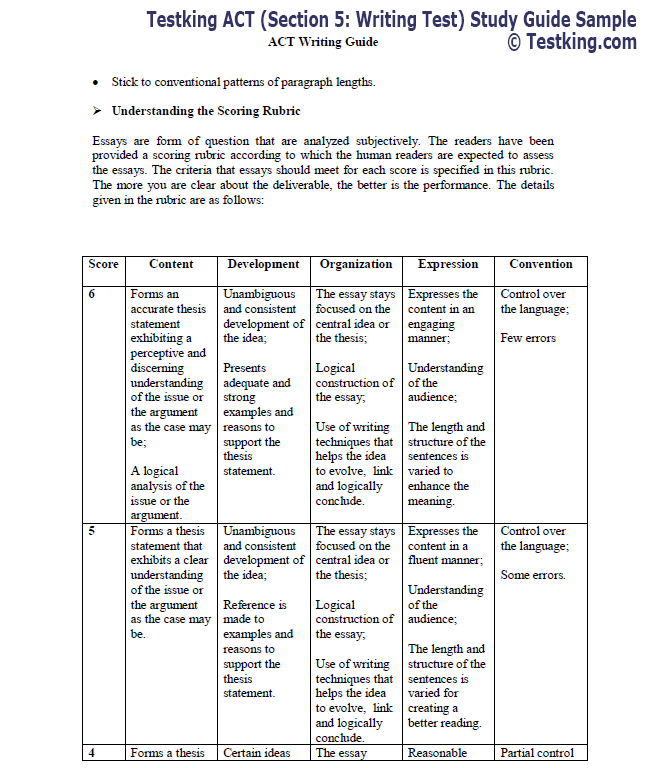 Testking ACT (Section 5: Writing Test) Study Guide Sample
© Testking.com
ACT Writing Guide
• Stick to conventional patterns of paragraph lengths.
➢ Understanding the Scoring Rubric
Essays are form of question that are analyzed subjectively. The readers have been
provided a scoring rubric according to which the human readers are expected to assess
the essays. The criteria that essays should meet for each score is specified in this rubric.
The more you are clear about the deliverable, the better is the performance. The details
given in the rubric are as follows:
Score Content Development Organization Expression Convention
6
Forms an
accurate thesis
statement
exhibiting a
perceptive and
discerning
understanding
of the issue or
the argument
as the case may
be;
A logical
analysis of the
issue or the
argument.
Unambiguous
and consistent
development of
the idea;
Presents
adequate and
strong
examples and
reasons to
support the
thesis
statement.
The essay stays
focused on the
central idea or
the thesis;
Logical
construction of
the essay;
Use of writing
techniques that
helps the idea
to evolve, link
and logically
conclude.
Expresses the
content in an
engaging
manner;
Understanding
of the
audience;
The length and
structure of the
sentences is
varied to
enhance the
meaning.
Control over
the language;
Few errors
5
Forms a thesis
statement that
exhibits a clear
understanding
of the issue or
the argument
as the case may
be.
Unambiguous
and consistent
development of
the idea;
Reference is
made to
examples and
reasons to
support the
thesis
statement.
The essay stays
focused on the
central idea or
the thesis;
Logical
construction of
the essay;
Use of writing
techniques that
helps the idea
to evolve, link
and logically
conclude.
Expresses the
content in a
fluent manner;
Understanding
of the
audience;
The length and
structure of the
sentences is
varied for
creating a
better reading.
Control over
the language;
Some errors.
4 Forms a thesis Certain ideas The essay Reasonable Partial control